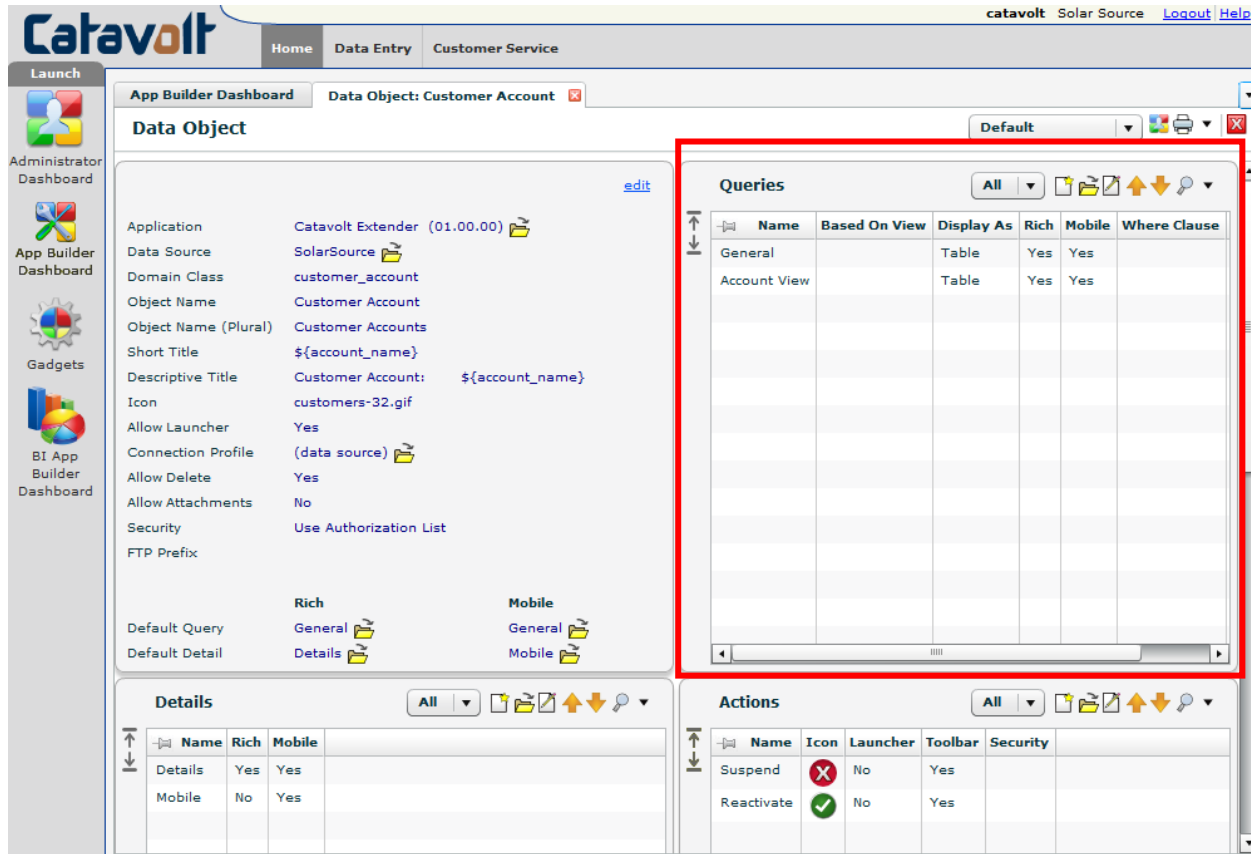 catavolt Solar Source Logout Help
Catavolt
Home Data Entry Customer Service
Launch
Administrator
Dashboard
App Builder
Dashboard
Gadgets
BI App
Builder
Dashboard
App Builder Dashboard Data Object: Customer Account
Data Object Default
edit
Application Catavolt Extender (01.00.00)
Data Source SolarSource
Domain Class customer_account
Object Name Customer Account
Object Name (Plural) Customer Accounts
Short Title ${account_name}
Descriptive Title Customer Account: ${account_name}
Icon customers-32.gif
Allow Launcher Yes
Connection Profile (data source)
Allow Delete Yes
Allow Attachments No
Security Use Authorization List
FTP Prefix
Rich Mobile
Default Query General General
Default Detail Details Mobile
Queries All
Name Based On View Display As Rich Mobile Where Clause
General Table Yes Yes
Account View Table Yes Yes
Details All
Name Rich Mobile
Details Yes Yes
Mobile No Yes
Actions All
Name Icon Launcher Toolbar Security
Suspend No Yes
Reactivate No Yes